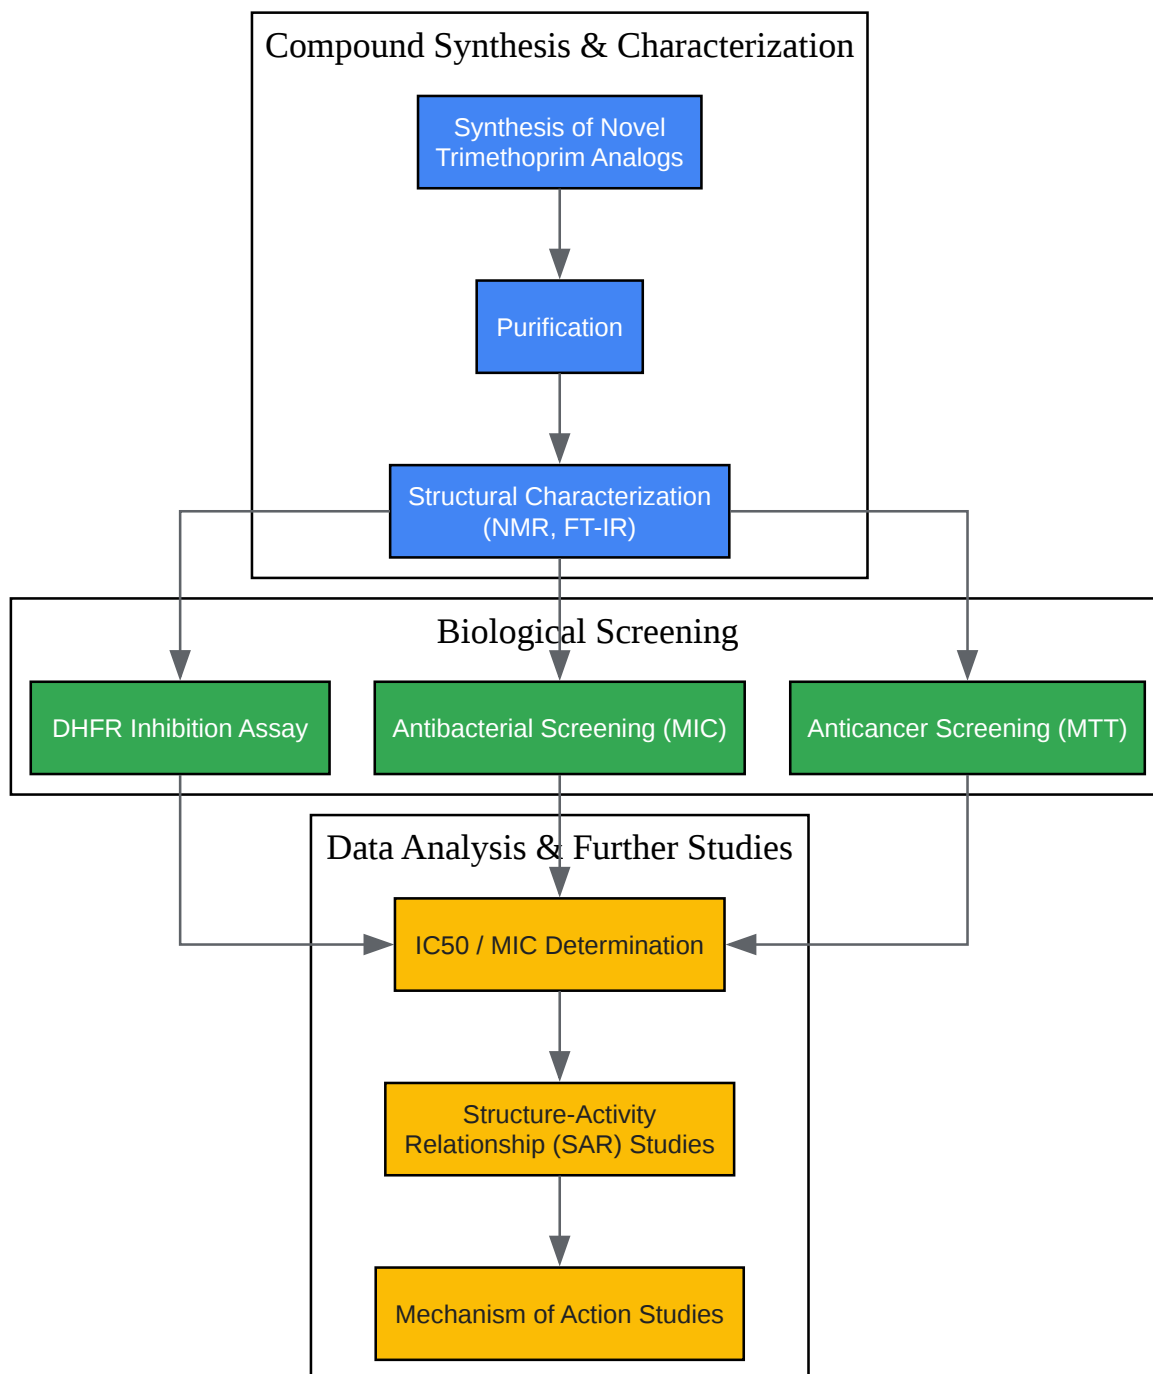 Compound Synthesis & Characterization
Synthesis of Novel
Trimethoprim Analogs
Purification
Structural Characterization
(NMR, FT-IR)
Biological Screening
DHFR Inhibition Assay
Antibacterial Screening (MIC)
Anticancer Screening (MTT)
Data Analysis & Further Studies
IC50 / MIC Determination
Structure-Activity
Relationship (SAR) Studies
Mechanism of Action Studies